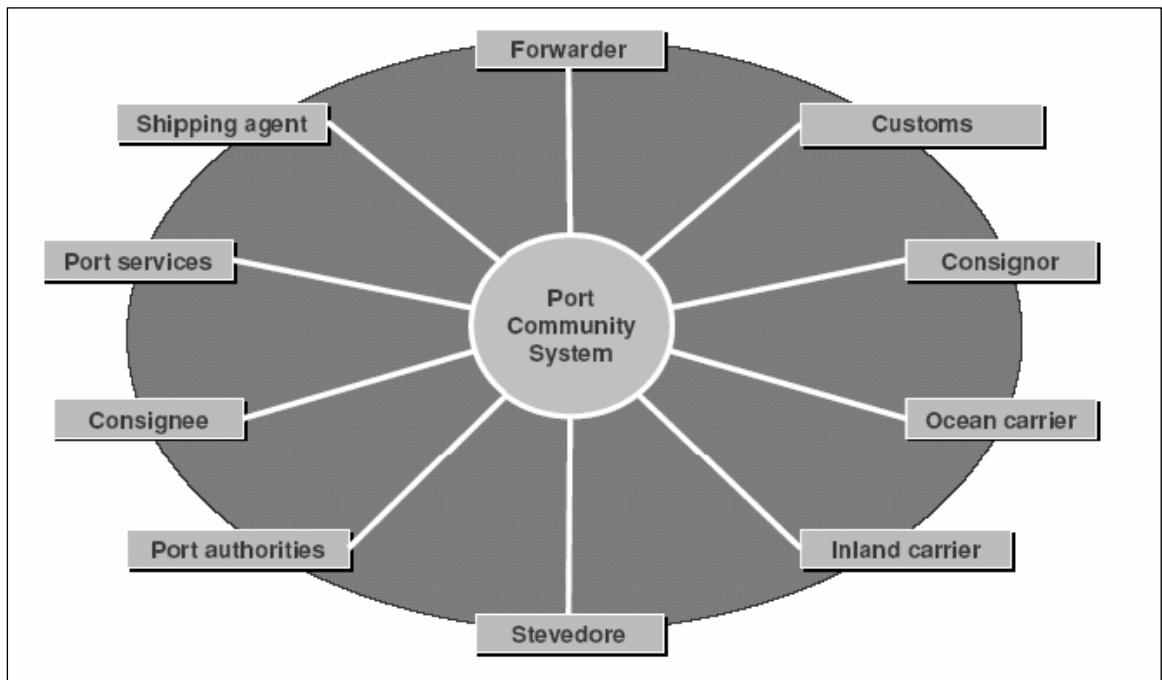 Forwarder
Shipping agent
Customs
Port services
Consignor
Port
Community
System
Consignee
Ocean carrier
Port authorities
Inland carrier
Stevedore